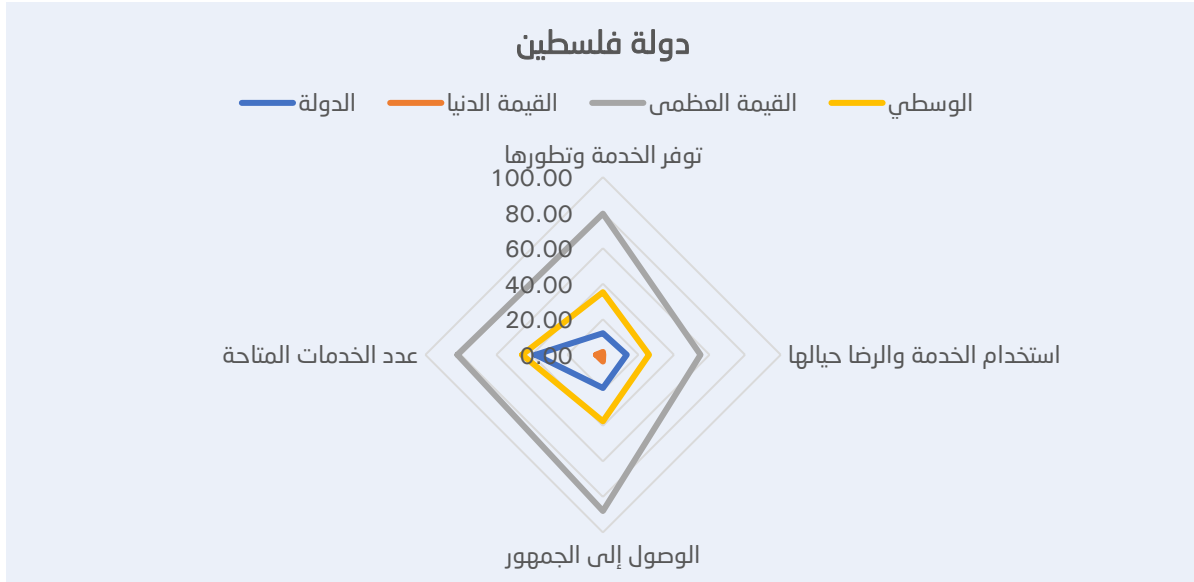 دولة فلسطين
الدولة
القيمة الدنيا
القيمة العظمى
الوسطي
توفر الخدمة وتطورها
100.00
80.00
60.00
40.00
20.00
0.00
استخدام الخدمة والرضا حيالها
عدد الخدمات المتاحة
الوصول إلى الجمهور